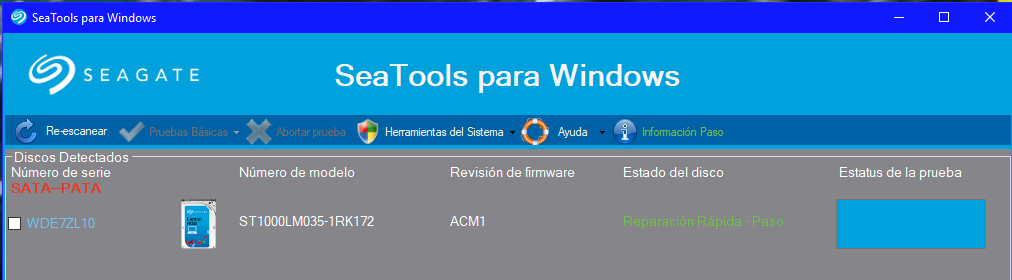 SeaTools para Windows
SEAGATE
SeaTools para Windows
Re-escanear Pruebas Básicas Abortar prueba Herramientas del Sistema Ayuda Información Paso
Discos Detectados
Número de serie Número de modelo Revisión de firmware Estado del disco Estatus de la prueba
SATA--PATA
WDE7ZL10 ST1000LM035-1RK172 ACM1 Reparación Rápida - Paso